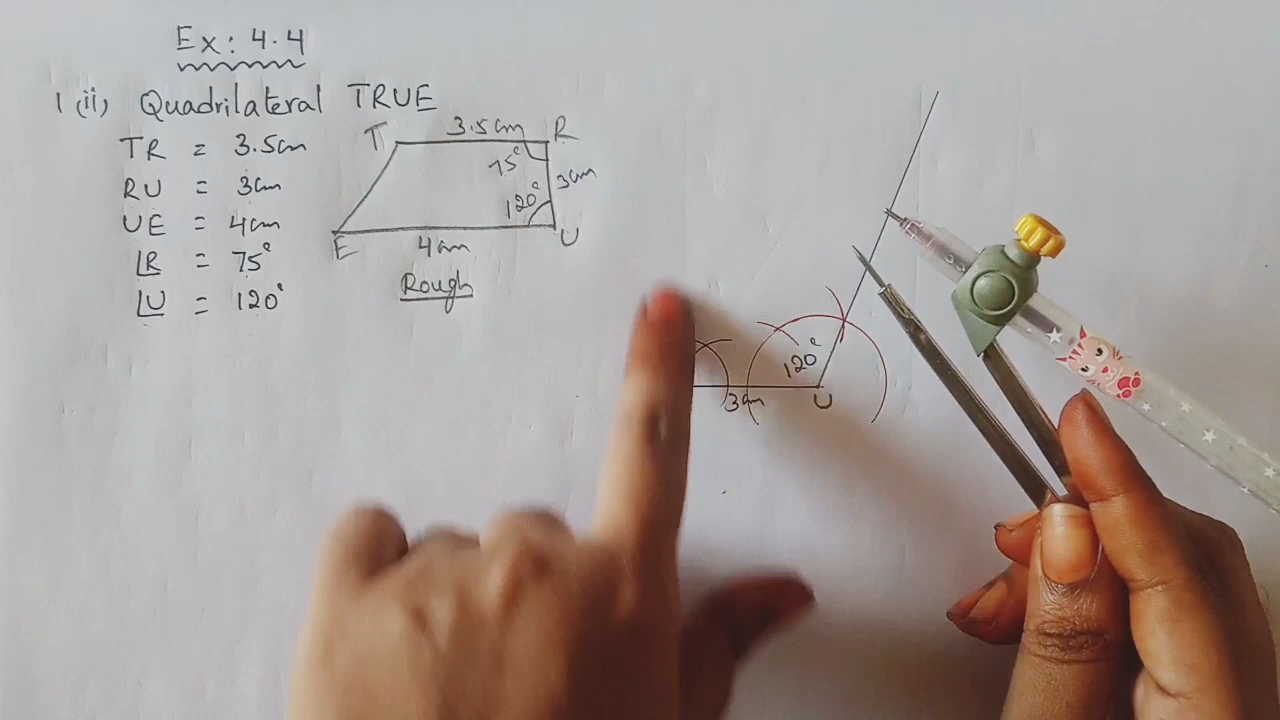 Ex: 4.4
1 (ii) Quadrilateral TRUE
TR = 3.5cm
RU = 3cm
UE = 4cm
∠R = 75°
∠U = 120°
T 3.5cm R
75°
3cm
120°
E 4cm U
Rough
120°
3cm U